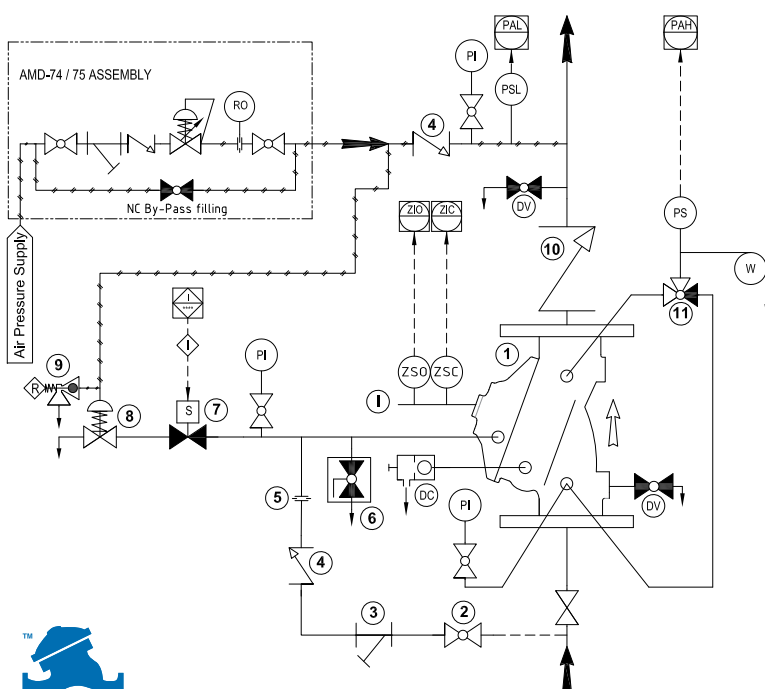 PAL
PAH
AMD-74 / 75 ASSEMBLY
PI
PSL
RO
4
NC By-Pass filling
DV
ZIO
ZIC
PS
10
W
Air Pressure Supply
I
****
I
11
1
9
R
PI
ZSO
ZSC
I
8
S
7
5
6
DC
PI
DV
4
3
2
TM